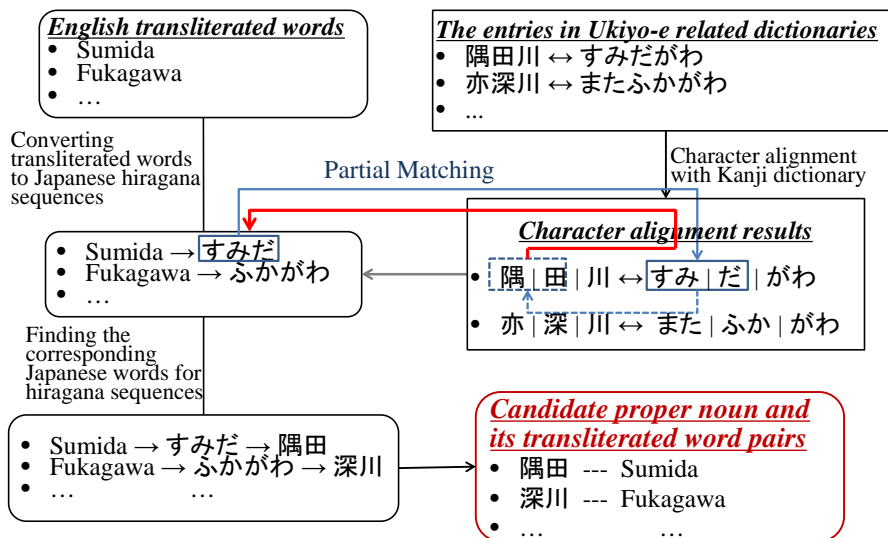 English transliterated words
• Sumida
• Fukagawa
• …
The entries in Ukiyo-e related dictionaries
• 隅田川 ↔ すみだがわ
• 亦深川 ↔ またふかがわ
• ...
Converting
transliterated words
to Japanese hiragana
sequences
Partial Matching
Character alignment
with Kanji dictionary
• Sumida → すみだ
• Fukagawa → ふかがわ
• …
Character alignment results
• 隅 | 田 | 川 ↔ すみ | だ | がわ
• 亦 | 深 | 川 ↔ また | ふか | がわ
Finding the
corresponding
Japanese words for
hiragana sequences
• Sumida → すみだ → 隅田
• Fukagawa → ふかがわ → 深川
• … …
Candidate proper noun and
its transliterated word pairs
• 隅田 --- Sumida
• 深川 --- Fukagawa
• … …